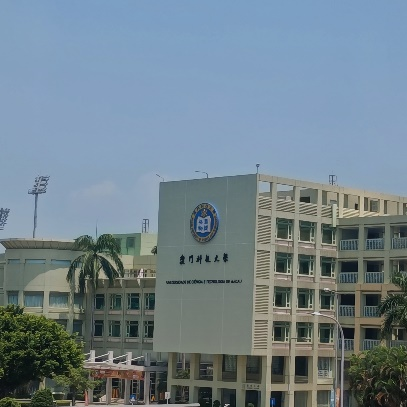 澳門科技大學
UNIVERSIDADE DE CIÊNCIA E TECNOLOGIA DE MACAU